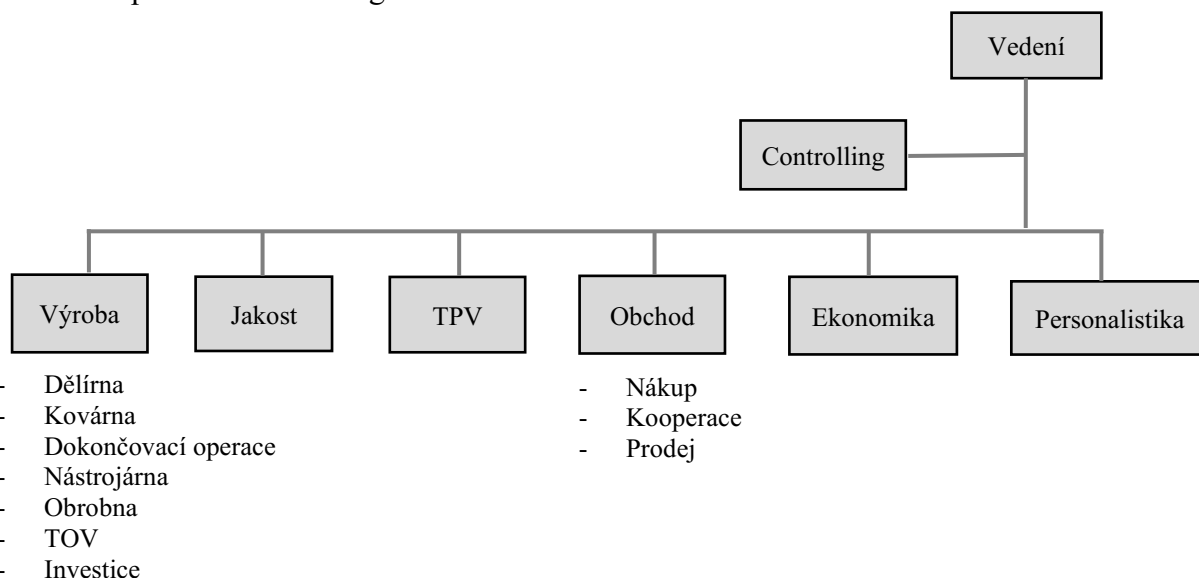 Vedení
Controlling
Výroba
Jakost
TPV
Obchod
Ekonomika
Personalistika
- Dělírna
- Kovárna
- Dokončovací operace
- Nástrojárna
- Obrobna
- TOV
- Investice
- Nákup
- Kooperace
- Prodej